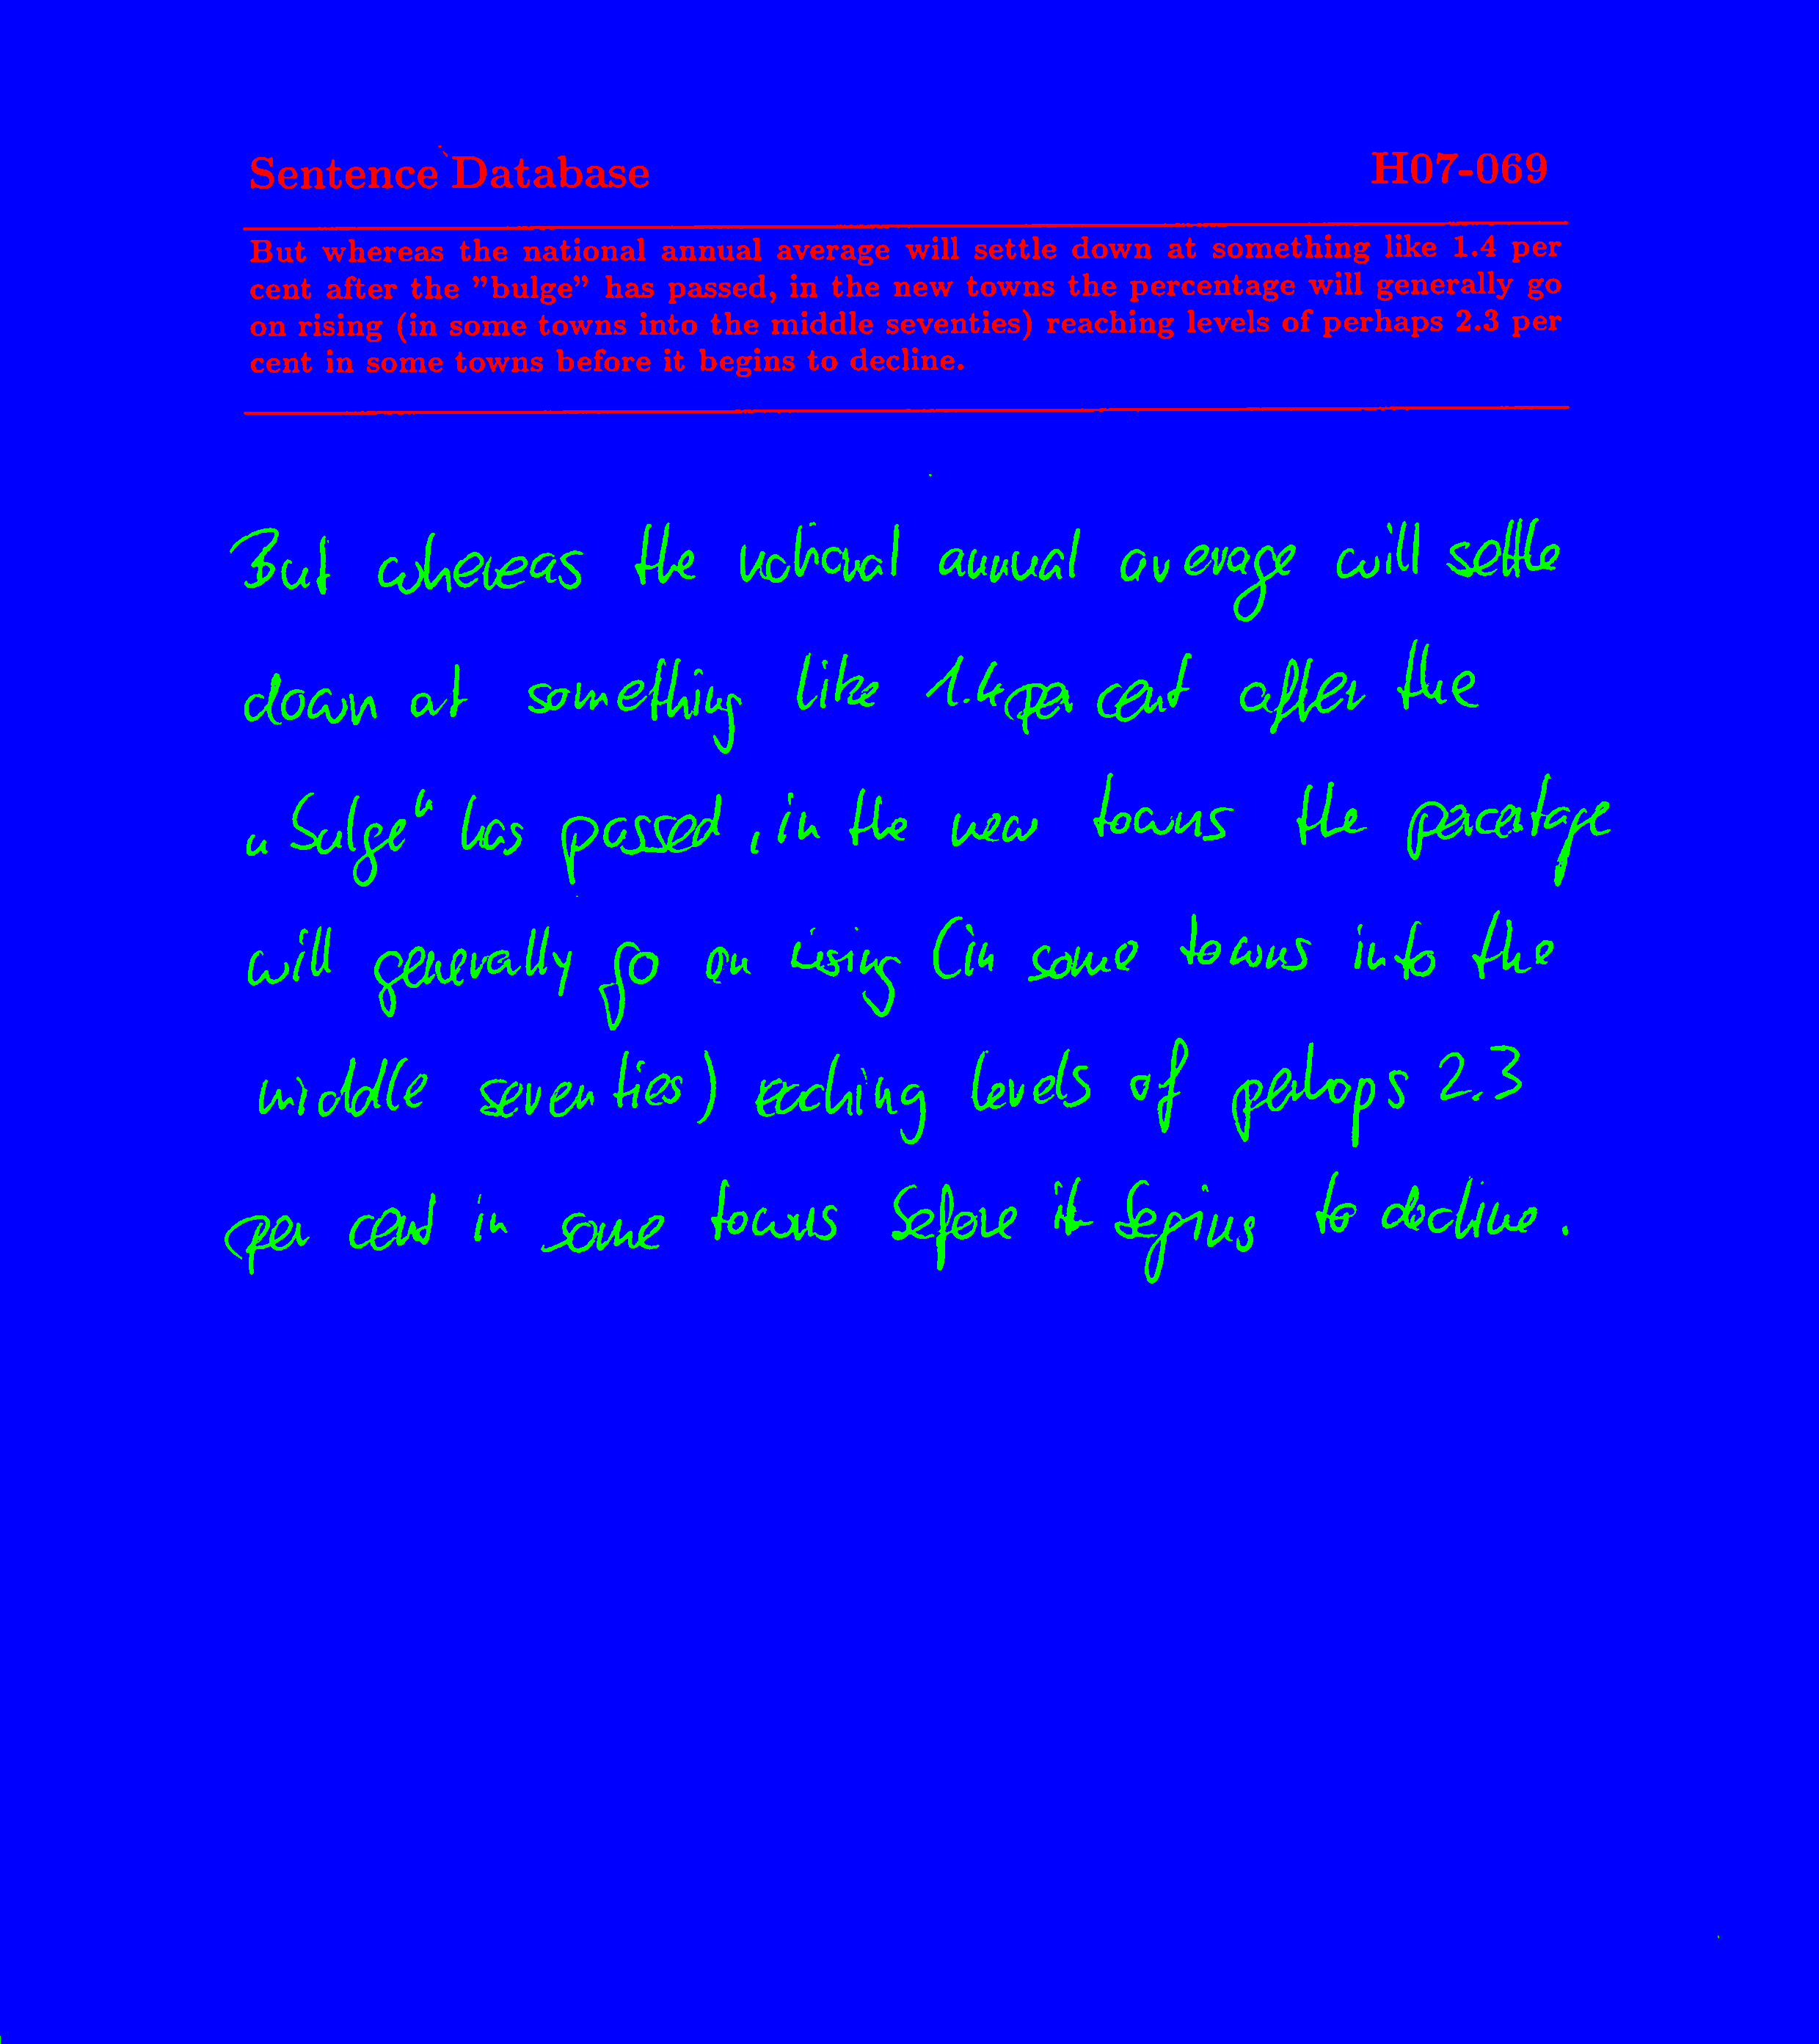 Sentence Database H07-069
But whereas the national annual average will settle down at something like 1.4 per
cent after the "bulge" has passed, in the new towns the percentage will generally go
on rising (in some towns into the middle seventies) reaching levels of perhaps 2.3 per
cent in some towns before it begins to decline.
But whereas the national annual average will settle
down at something like 1.4 per cent after the
„bulge“ has passed, in the new towns the percentage
will generally go on rising (in some towns into the
middle seventies) reaching levels of perhaps 2.3
per cent in some towns before it begins to decline.